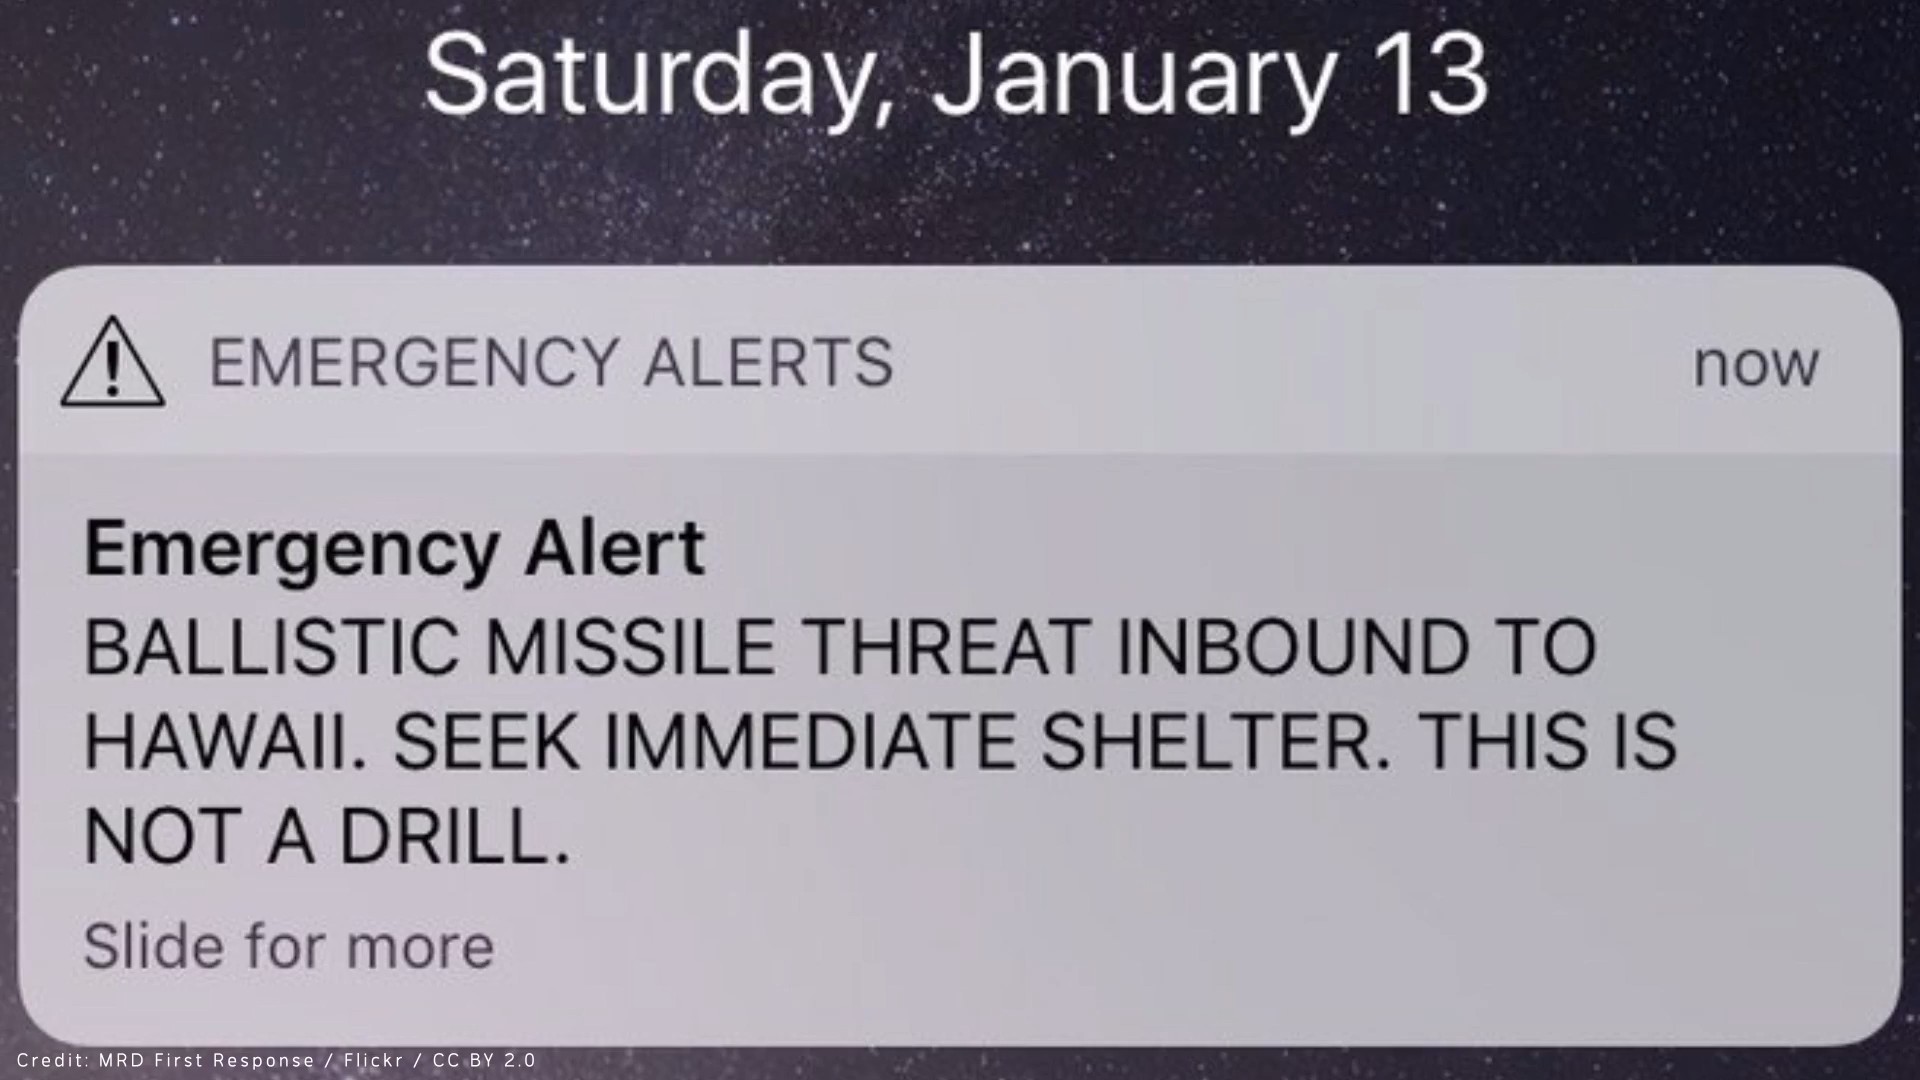 Saturday, January 13
EMERGENCY ALERTS
now
Emergency Alert
BALLISTIC MISSILE THREAT INBOUND TO
HAWAII. SEEK IMMEDIATE SHELTER. THIS IS
NOT A DRILL.
Slide for more
Credit: MRD First Response / Flickr / CC BY 2.0